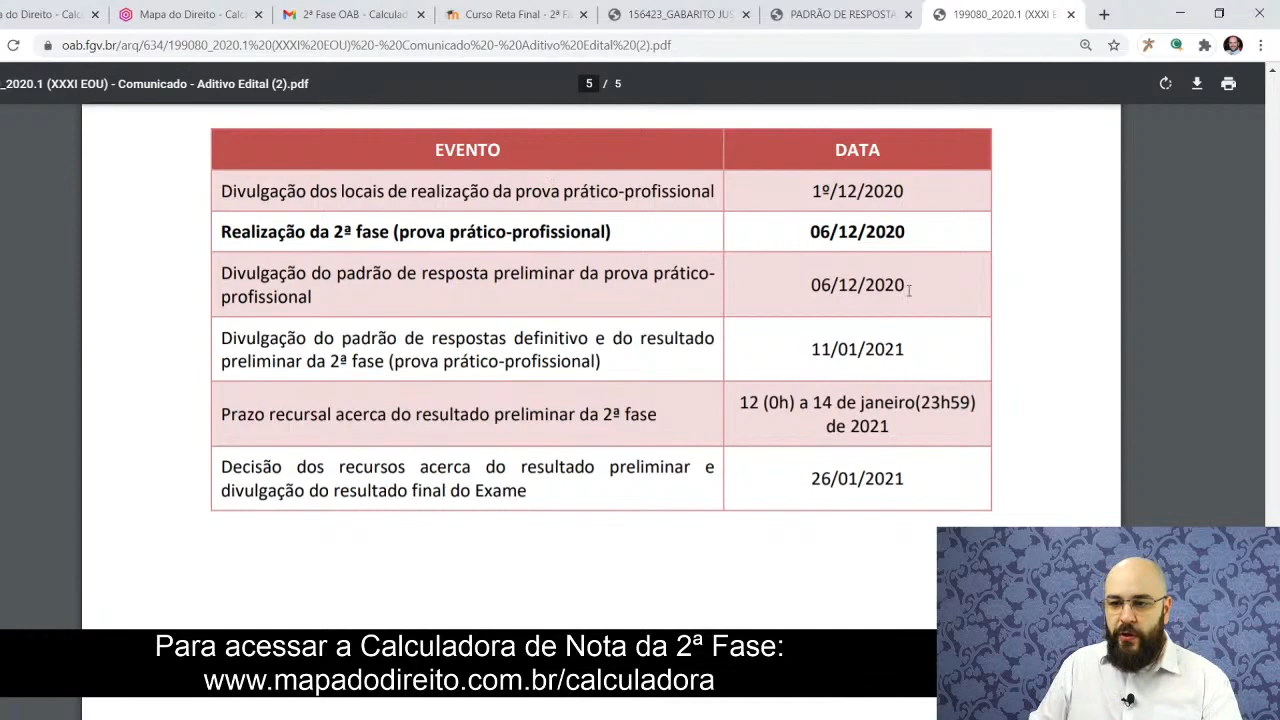 o do Direito - Calc
Mapa do Direito - Calc
2ª Fase OAB - Calculad
Curso Reta Final - 2ª F
156423_GABARITO JUS
PADRÃO DE RESPOSTA
199080_2020.1 (XXXI E
oab.fgv.br/arq/634/199080_2020.1%20(XXXI%20EOU)%20-%20Comunicado%20-%20Aditivo%20Edital%20(2).pdf
_2020.1 (XXXI EOU) - Comunicado - Aditivo Edital (2).pdf
5 / 5
EVENTO
DATA
Divulgação dos locais de realização da prova prático-profissional
1º/12/2020
Realização da 2ª fase (prova prático-profissional)
06/12/2020
Divulgação do padrão de resposta preliminar da prova prático-
profissional
06/12/2020
Divulgação do padrão de respostas definitivo e do resultado
preliminar da 2ª fase (prova prático-profissional)
11/01/2021
Prazo recursal acerca do resultado preliminar da 2ª fase
12 (0h) a 14 de janeiro(23h59)
de 2021
Decisão dos recursos acerca do resultado preliminar e
divulgação do resultado final do Exame
26/01/2021
Para acessar a Calculadora de Nota da 2ª Fase:
www.mapadodireito.com.br/calculadora